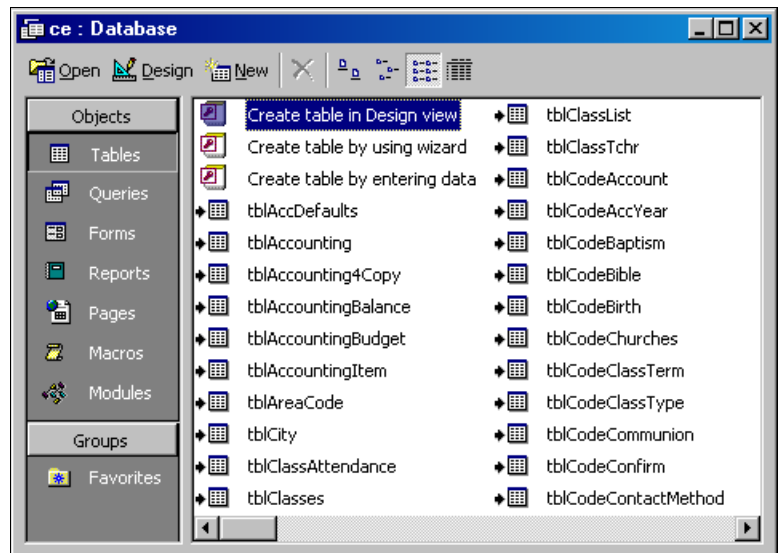 ce : Database
Open Design New
Objects
Tables
Queries
Forms
Reports
Pages
Macros
Modules
Groups
Favorites
Create table in Design view
Create table by using wizard
Create table by entering data
tblAccDefaults
tblAccounting
tblAccounting4Copy
tblAccountingBalance
tblAccountingBudget
tblAccountingItem
tblAreaCode
tblCity
tblClassAttendance
tblClasses
tblClassList
tblClassTchr
tblCodeAccount
tblCodeAccYear
tblCodeBaptism
tblCodeBible
tblCodeBirth
tblCodeChurches
tblCodeClassTerm
tblCodeClassType
tblCodeCommunion
tblCodeConfirm
tblCodeContactMethod